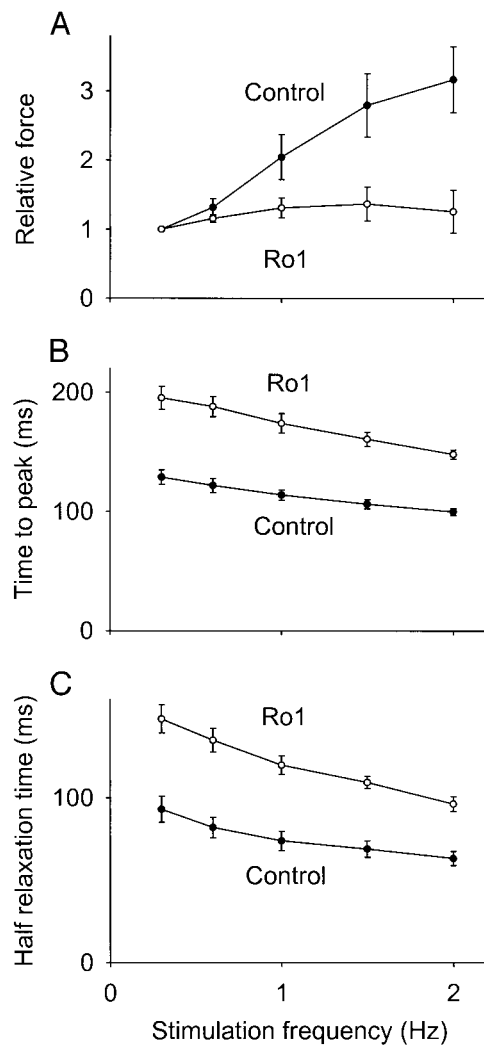 A
3
2
1
0
Relative force
Control
Ro1
B
200
100
0
Time to peak (ms)
Ro1
Control
C
100
Half relaxation time (ms)
Ro1
Control
0
0 1 2
Stimulation frequency (Hz)